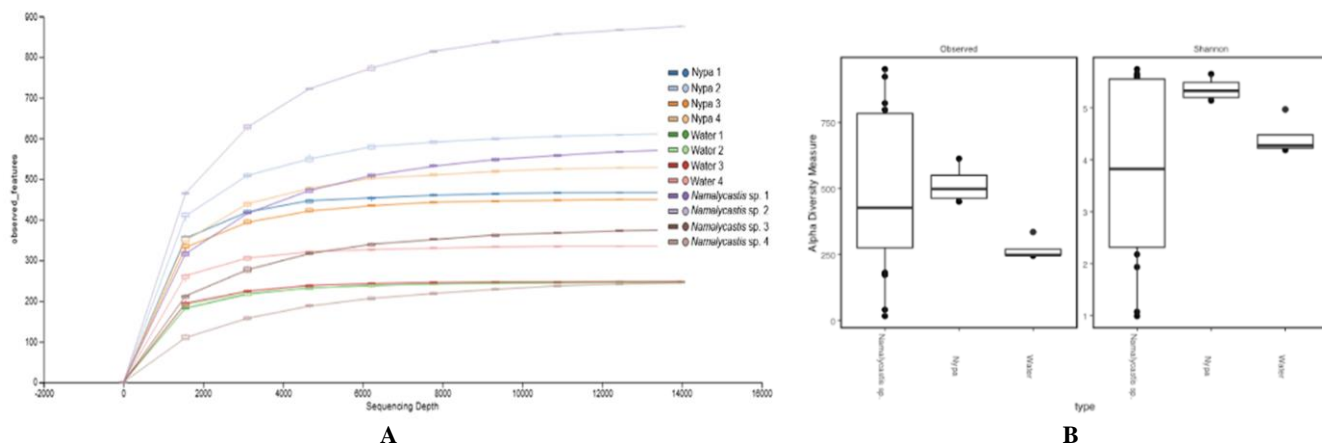 900
800
700
600
500
400
300
200
100
0
observed_features
-2000 0 2000 4000 6000 8000 10000 12000 14000 16000
Sequencing Depth
Nypa 1
Nypa 2
Nypa 3
Nypa 4
Water 1
Water 2
Water 3
Water 4
Namalycastis sp. 1
Namalycastis sp. 2
Namalycastis sp. 3
Namalycastis sp. 4
A
Observed Shannon
Alpha Diversity Measure
750
500
250
0
5
4
3
2
1
Namalycastis sp.
Nypa
Water
Namalycastis sp.
Nypa
Water
type
B